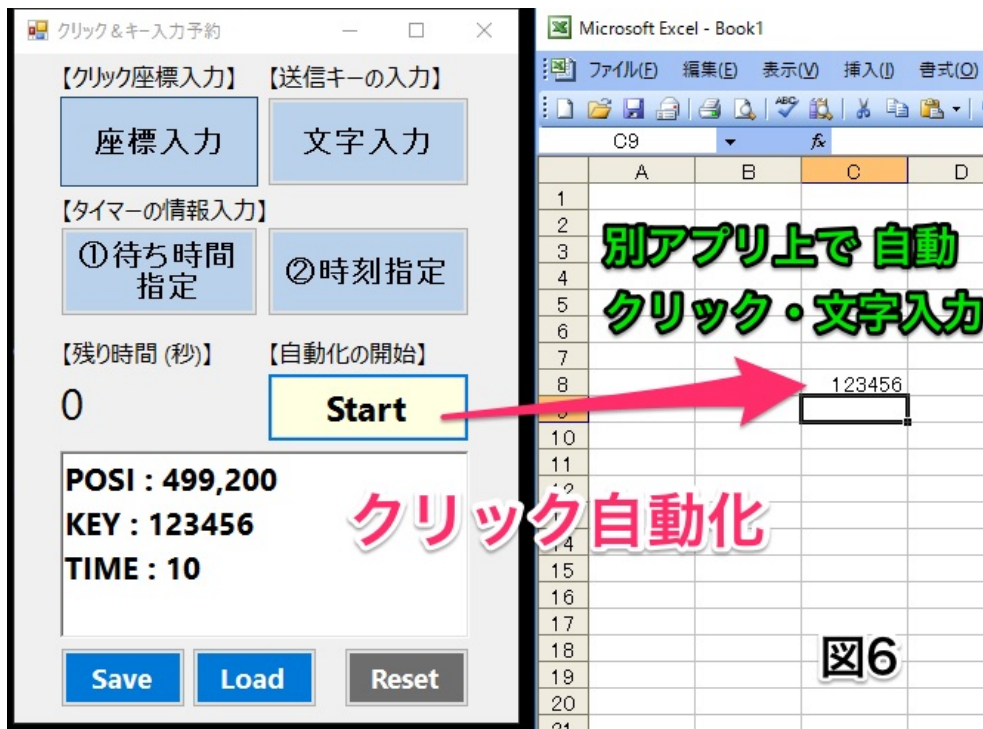 クリック&キー入力予約
【クリック座標入力】 【送信キーの入力】
座標入力 文字入力
【タイマーの情報入力】
①待ち時間
指定
②時刻指定
【残り時間 (秒)】 【自動化の開始】
0 Start
POSI : 499,200
KEY : 123456
TIME : 10
Save Load Reset
クリック自動化
Microsoft Excel - Book1
ファイル(F) 編集(E) 表示(V) 挿入(I) 書式(O)
ABC
C9 fx
A B C D
1
2
3
4
5
6
7
8 123456
9
10
11
12
14
15
16
17
18
19
20
21
別アプリ上で 自動
クリック・文字入力
図6